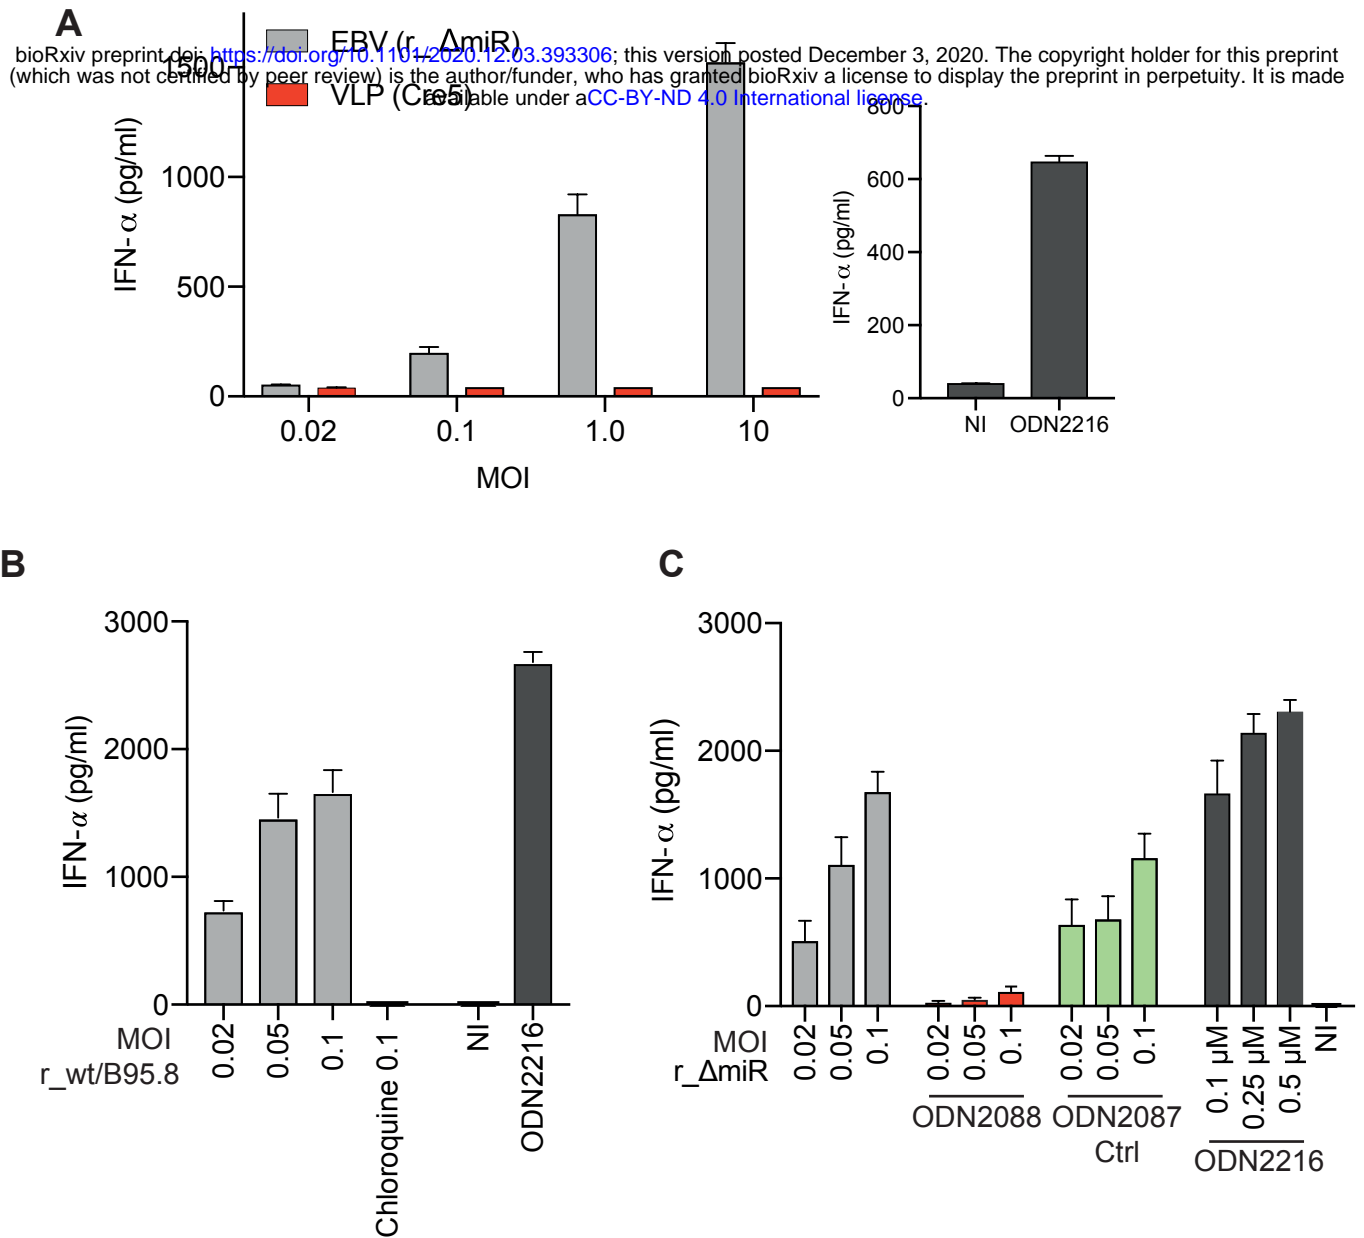 A
EBV (r_ ΔmiR)
bioRxiv preprint doi: https://doi.org/10.1101/2020.12.03.393306; this version posted December 3, 2020. The copyright holder for this preprint
(which was not certified by peer review) is the author/funder, who has granted bioRxiv a license to display the preprint in perpetuity. It is made
available under aCC-BY-ND 4.0 International license.
VLP (Cre5)
IFN-α (pg/ml)
1500
1000
500
0
0.02 0.1 1.0 10
MOI
IFN-α (pg/ml)
800
600
400
200
0
NI ODN2216
B
IFN-α (pg/ml)
3000
2000
1000
0
MOI
r_wt/B95.8
0.02 0.05 0.1 Chloroquine 0.1 NI ODN2216
C
IFN-α (pg/ml)
3000
2000
1000
0
MOI
r_ΔmiR
0.02 0.05 0.1 0.02 0.05 0.1 0.02 0.05 0.1 0.1 µM 0.25 µM 0.5 µM NI
ODN2088 ODN2087
Ctrl
ODN2216